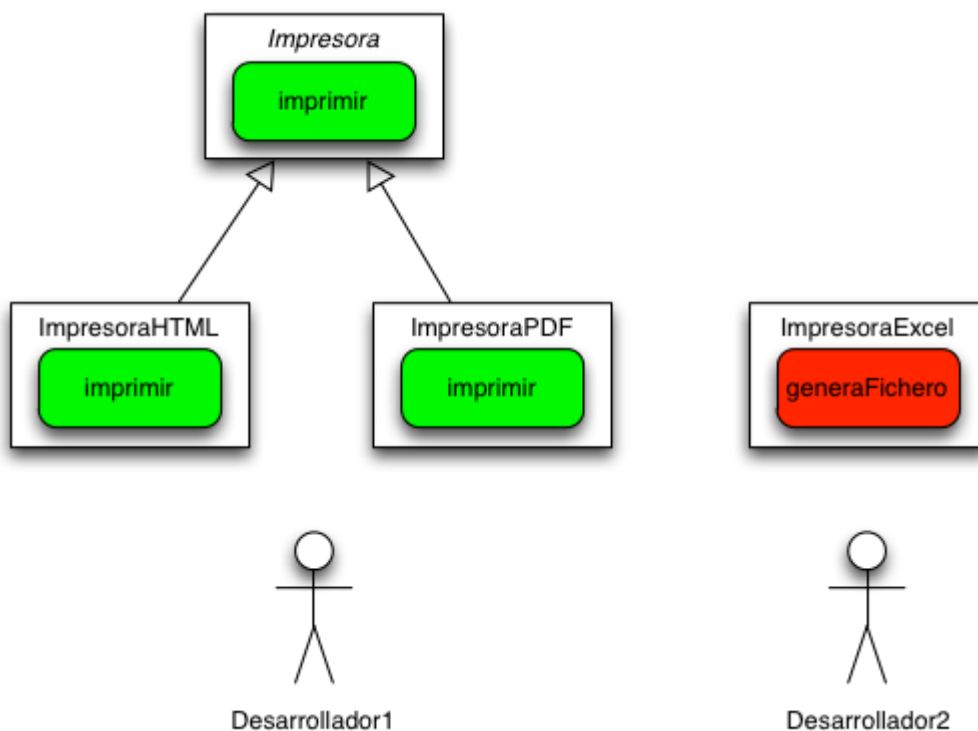 Impresora
imprimir
ImpresoraHTML
imprimir
ImpresoraPDF
imprimir
ImpresoraExcel
generaFichero
Desarrollador1
Desarrollador2